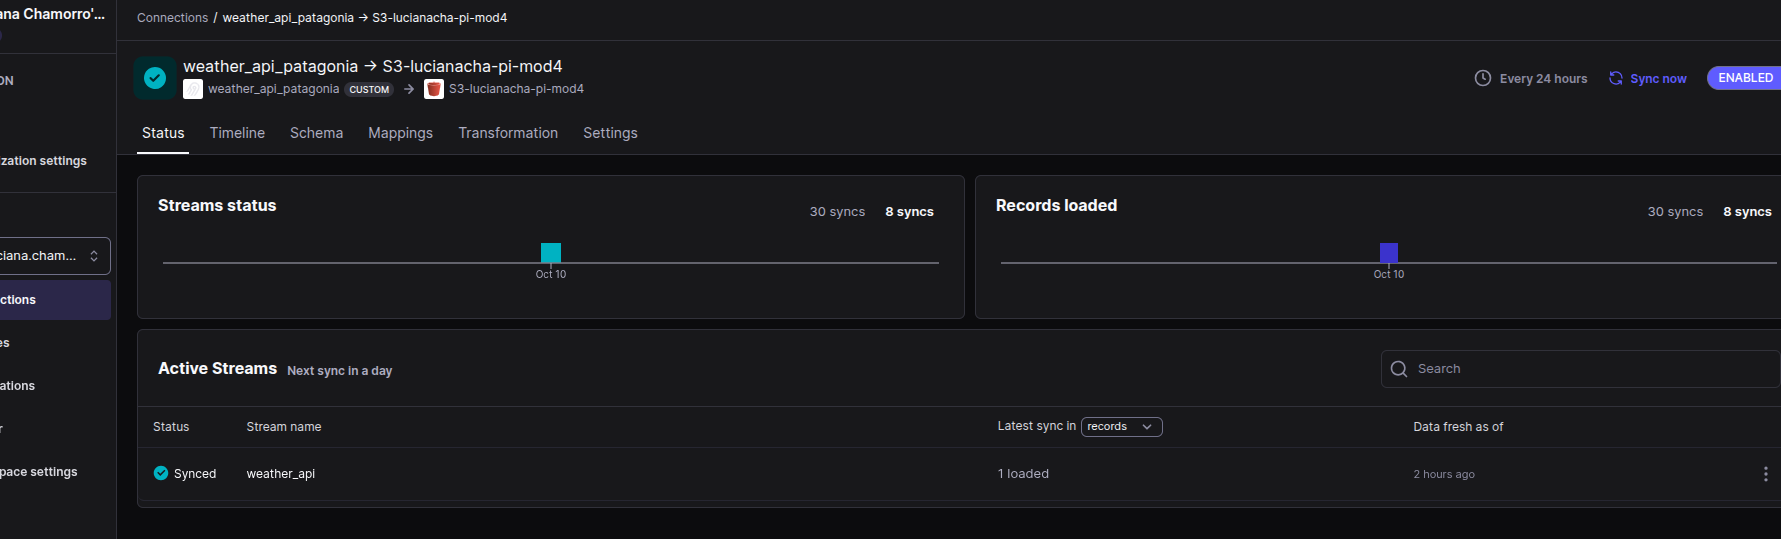 ana Chamorro'...
Connections / weather_api_patagonia → S3-lucianacha-pi-mod4
weather_api_patagonia → S3-lucianacha-pi-mod4
weather_api_patagonia CUSTOM → S3-lucianacha-pi-mod4
Every 24 hours Sync now ENABLED
ON
ization settings
ciana.cham...
ctions
es
ations
r
pace settings
Status Timeline Schema Mappings Transformation Settings
Streams status 30 syncs 8 syncs
Oct 10
Records loaded 30 syncs 8 syncs
Oct 10
Active Streams Next sync in a day Search
Status Stream name Latest sync in records Data fresh as of
Synced weather_api 1 loaded 2 hours ago